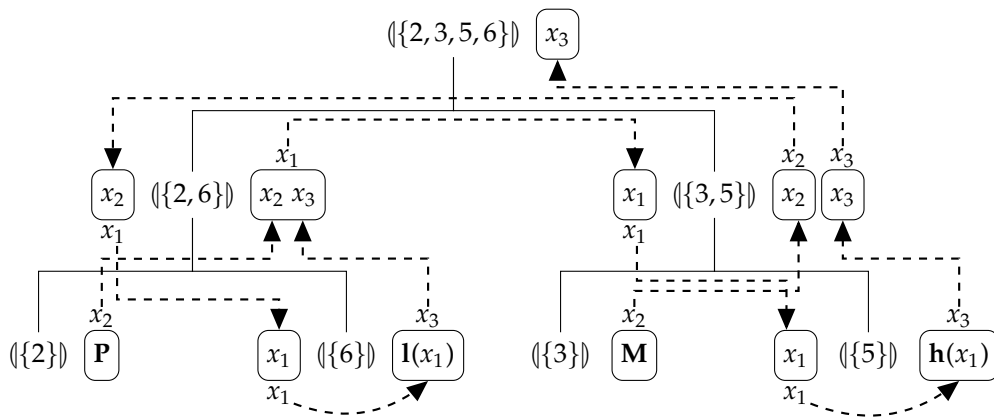 ⦇{2, 3, 5, 6}⦈ x₃
x₁ x₂ x₃
x₂ ⦇{2, 6}⦈ x₂ x₃ x₁ ⦇{3, 5}⦈ x₂ x₃
x₁ x₁
x₂ x₃ x₂ x₃
⦇{2}⦈ P x₁ ⦇{6}⦈ l(x₁) ⦇{3}⦈ M x₁ ⦇{5}⦈ h(x₁)
x₁ x₁